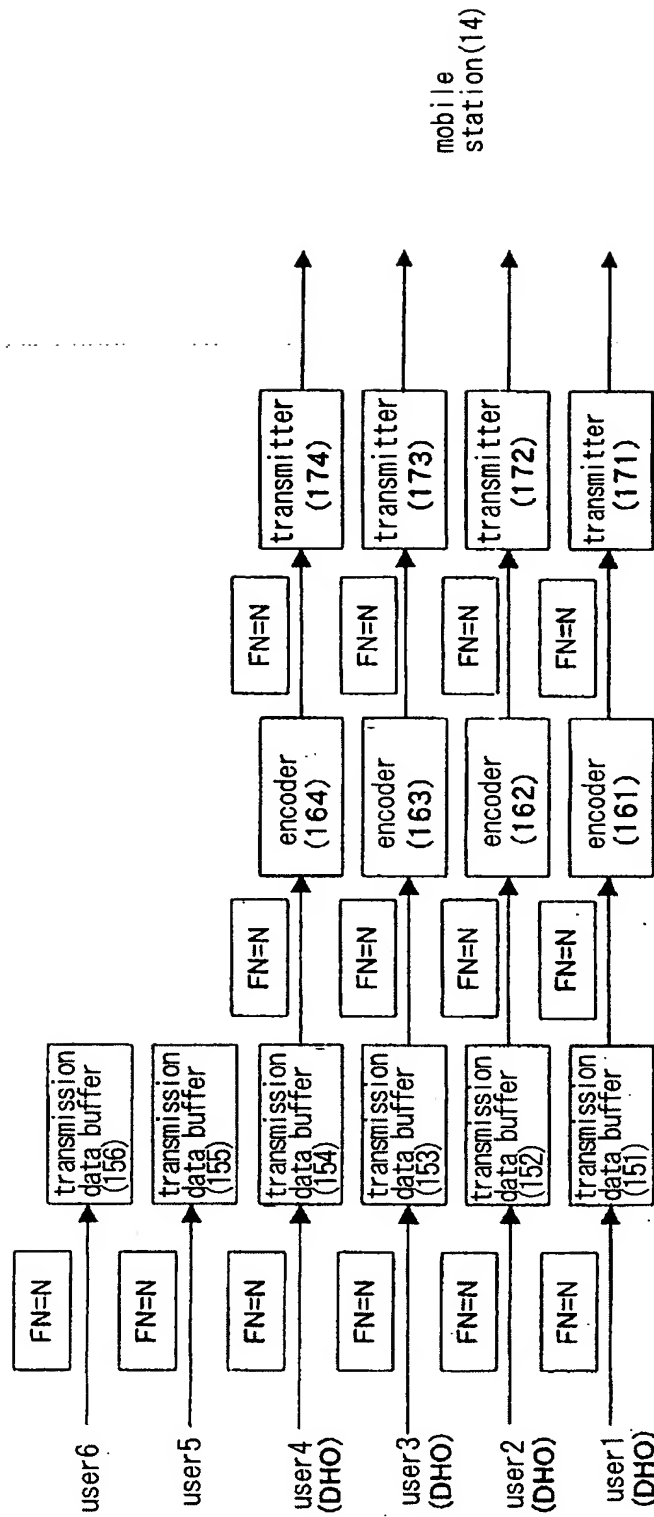 user6
FN=N
transmission
data buffer
(156)
user5
FN=N
transmission
data buffer
(155)
user4
(DHO)
FN=N
transmission
data buffer
(154)
FN=N
encoder
(164)
FN=N
transmitter
(174)
user3
(DHO)
FN=N
transmission
data buffer
(153)
FN=N
encoder
(163)
FN=N
transmitter
(173)
user2
(DHO)
FN=N
transmission
data buffer
(152)
FN=N
encoder
(162)
FN=N
transmitter
(172)
user1
(DHO)
FN=N
transmission
data buffer
(151)
FN=N
encoder
(161)
FN=N
transmitter
(171)
mobile
station(14)